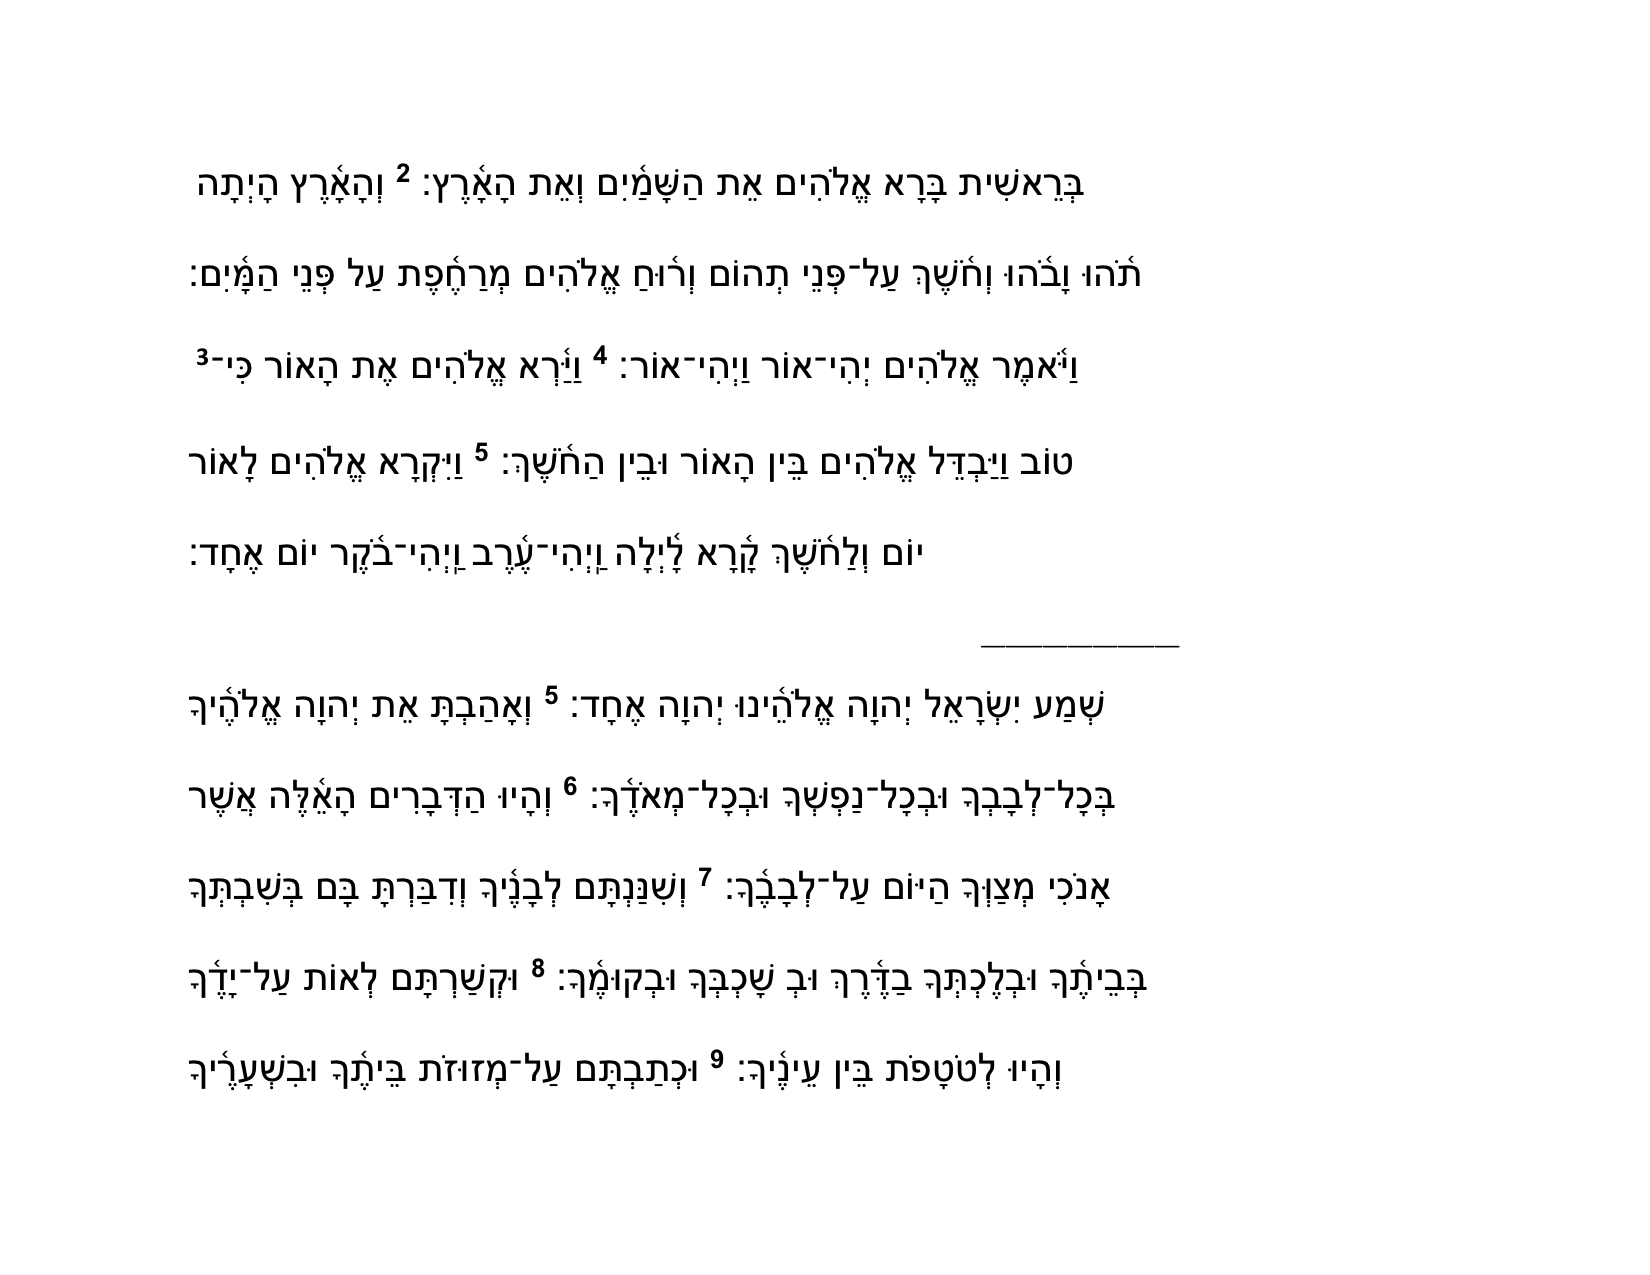 בְּרֵאשִׁית בָּרָא אֱלֹהִים אֵת הַשָּׁמַ֫יִם וְאֵת הָאָ֫רֶץ׃ 2 וְהָאָ֫רֶץ הָיְתָה
תֹ֫הוּ וָבֹ֫הוּ וְחֹ֫שֶׁךְ עַל־פְּנֵי תְהוֹם וְר֫וּחַ אֱלֹהִים מְרַחֶ֫פֶת עַל פְּנֵי הַמָּ֫יִם׃
3 וַיֹּ֫אמֶר אֱלֹהִים יְהִי־אוֹר וַיְהִי־אוֹר׃ 4 וַיַּ֫רְא אֱלֹהִים אֶת הָאוֹר כִּי־
טוֹב וַיַּבְדֵּל אֱלֹהִים בֵּין הָאוֹר וּבֵין הַחֹ֫שֶׁךְ׃ 5 וַיִּקְרָא אֱלֹהִים לָאוֹר
יוֹם וְלַחֹ֫שֶׁךְ קָ֫רָא לָ֫יְלָה וַֽיְהִי־עֶ֫רֶב וַֽיְהִי־בֹ֫קֶר יוֹם אֶחָד׃
________
שְׁמַע יִשְׂרָאֵל יְהוָה אֱלֹהֵ֫ינוּ יְהוָה אֶחָד׃ 5 וְאָהַבְתָּ אֵת יְהוָה אֱלֹהֶ֫יךָ
בְּכָל־לְבָבְךָ וּבְכָל־נַפְשְׁךָ וּבְכָל־מְאֹדֶ֫ךָ׃ 6 וְהָיוּ הַדְּבָרִים הָאֵ֫לֶּה אֲשֶׁר
אָנֹכִי מְצַוְּךָ הַיּוֹם עַל־לְבָבֶ֫ךָ׃ 7 וְשִׁנַּנְתָּם לְבָנֶ֫יךָ וְדִבַּרְתָּ בָּם בְּשִׁבְתְּךָ
בְּבֵיתֶ֫ךָ וּבְלֶכְתְּךָ בַדֶּ֫רֶךְ וּבְ שָׁכְבְּךָ וּבְקוּמֶ֫ךָ׃ 8 וּקְשַׁרְתָּם לְאוֹת עַל־יָדֶ֫ךָ
וְהָיוּ לְטֹטָפֹת בֵּין עֵינֶ֫יךָ׃ 9 וּכְתַבְתָּם עַל־מְזוּזֹת בֵּיתֶ֫ךָ וּבִשְׁעָרֶ֫יךָ